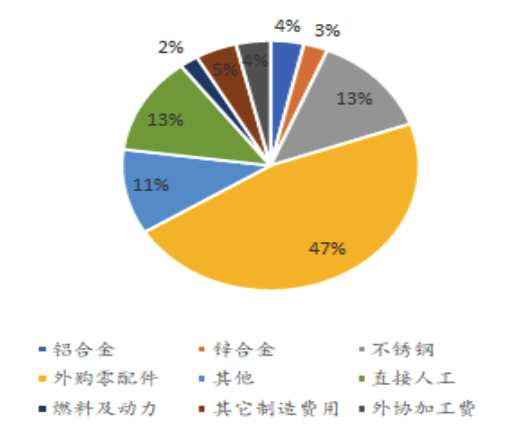 4% 3%
2%
4%
5%
13%
13%
11%
47%
铝合金 锌合金 不锈钢
外购零配件 其他 直接人工
燃料及动力 其它制造费用 外协加工费